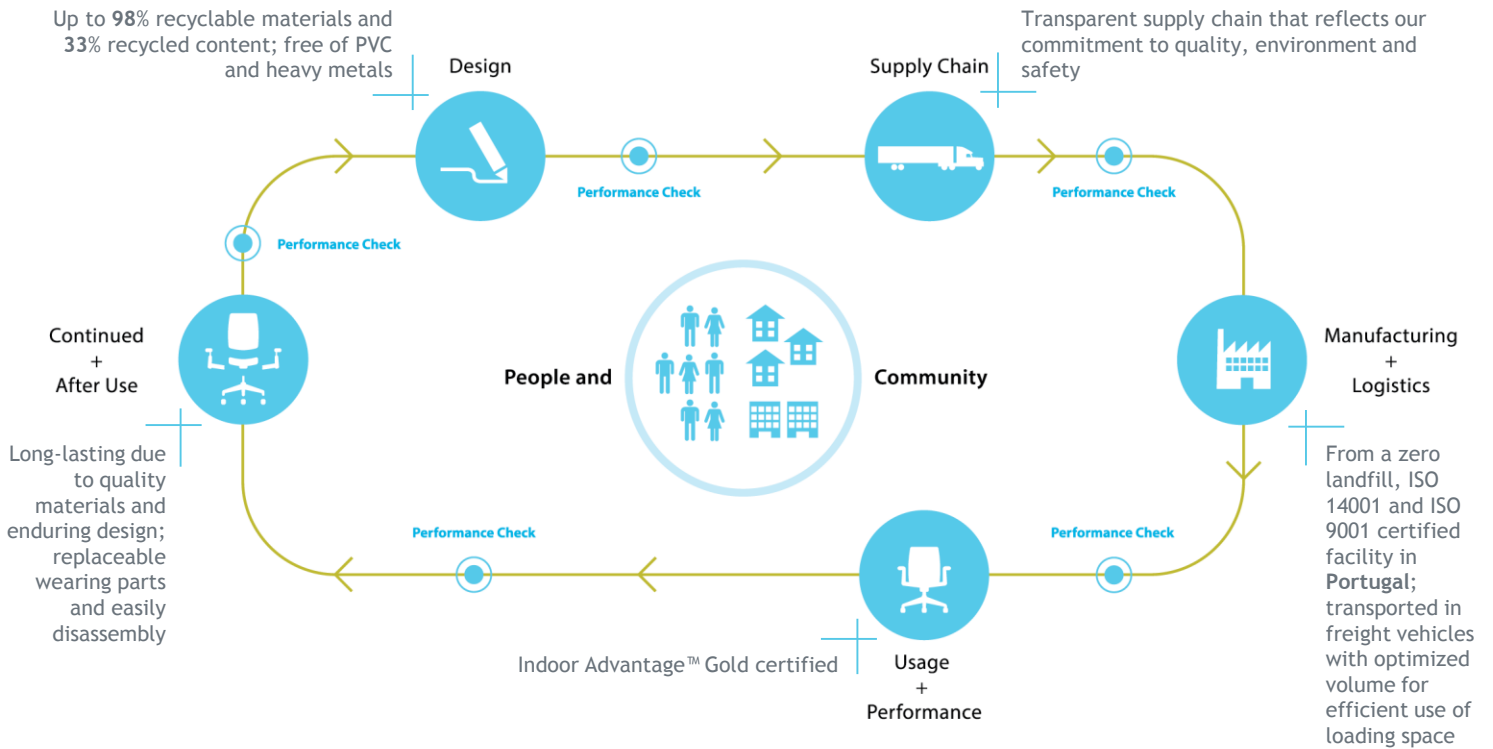 Up to 98% recyclable materials and
33% recycled content; free of PVC
and heavy metals
Design
Supply Chain
Transparent supply chain that reflects our
commitment to quality, environment and
safety
Performance Check
Performance Check
Performance Check
Continued
+
After Use
People and
Community
Manufacturing
+
Logistics
Long-lasting due
to quality
materials and
enduring design;
replaceable
wearing parts
and easily
disassembly
From a zero
landfill, ISO
14001 and ISO
9001 certified
facility in
Portugal;
transported in
freight vehicles
with optimized
volume for
efficient use of
loading space
Performance Check
Performance Check
Indoor Advantage™ Gold certified
Usage
+
Performance